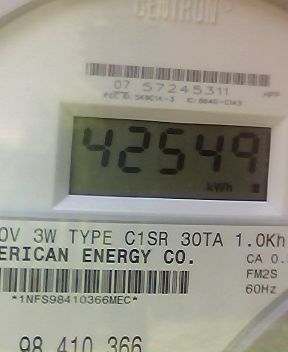 CENTRON
07 57245311
FCC ID: SK9C1A-3 IC: 864G-C1A3
42549
kWh
0V 3W TYPE C1SR 30TA 1.0Kh
ERICAN ENERGY CO.
CA 0.
FM2S
*1NFS98410366MEC*
60Hz
98 410 366